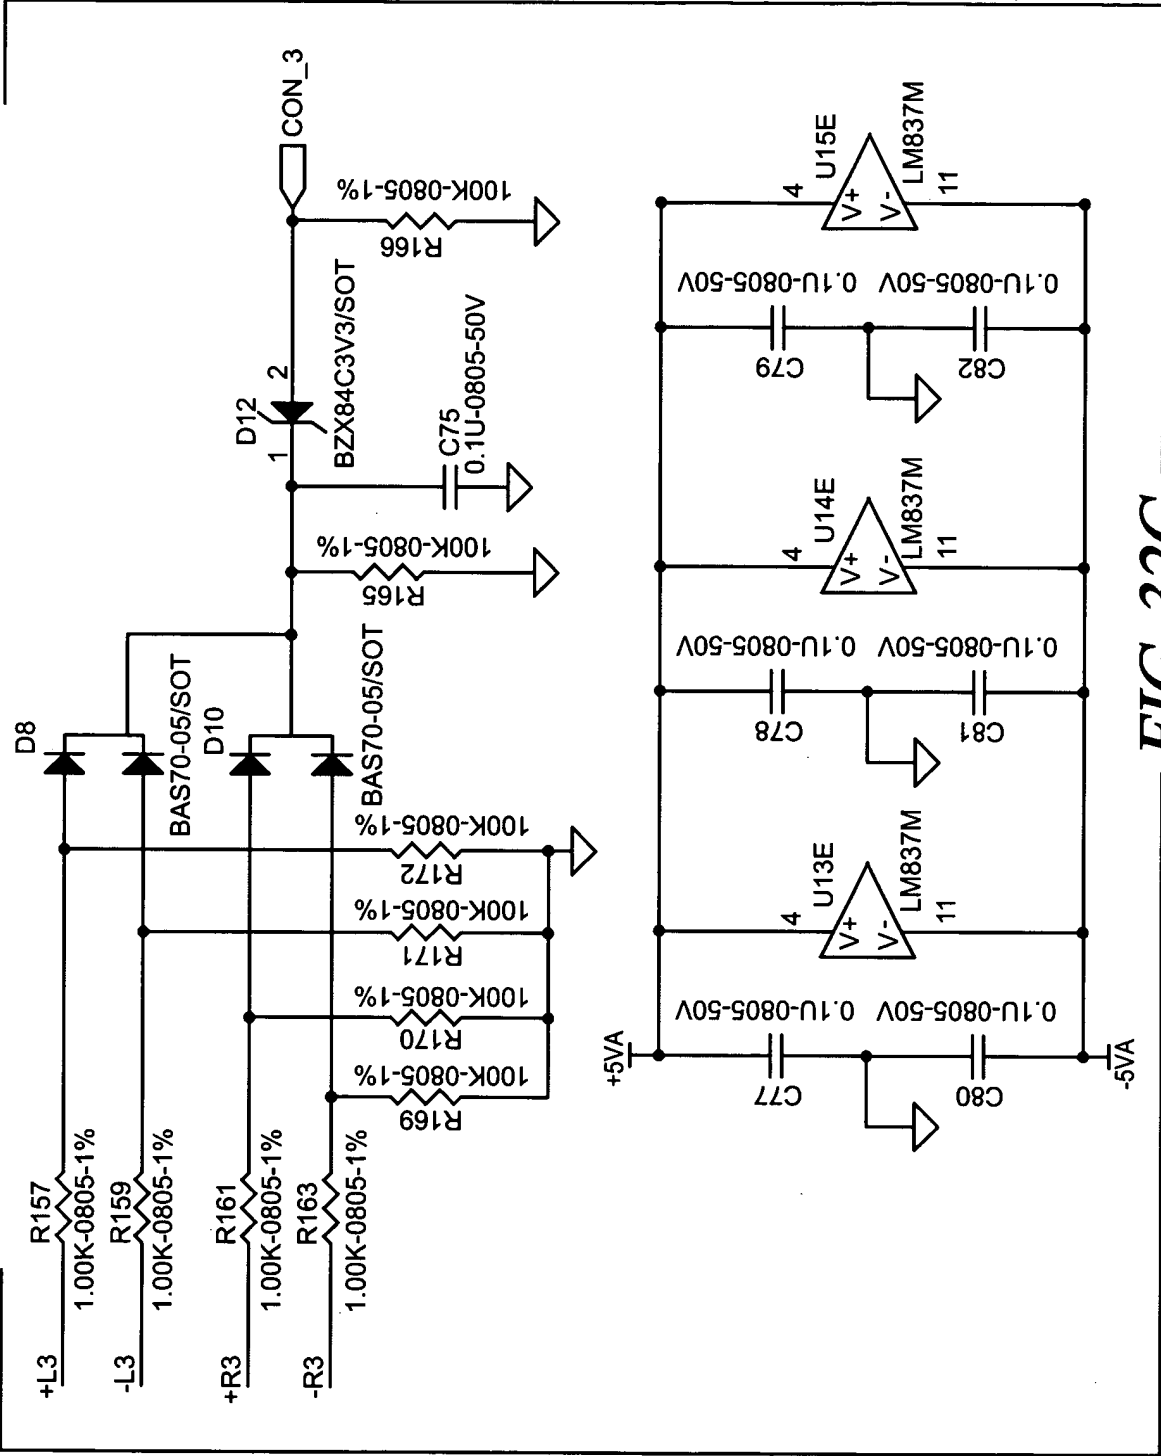 +L3
R157
1.00K-0805-1%
-L3
R159
1.00K-0805-1%
+R3
R161
1.00K-0805-1%
-R3
R163
1.00K-0805-1%
R169
100K-0805-1%
R170
100K-0805-1%
R171
100K-0805-1%
R172
100K-0805-1%
D8
BAS70-05/SOT
D10
BAS70-05/SOT
R165
100K-0805-1%
C75
0.1U-0805-50V
D12
1
2
BZX84C3V3/SOT
R166
100K-0805-1%
CON_3
+5VA
-5VA
C77
0.1U-0805-50V
C80
0.1U-0805-50V
4
U13E
V+
V-
LM837M
11
C78
0.1U-0805-50V
C81
0.1U-0805-50V
4
U14E
V+
V-
LM837M
11
C79
0.1U-0805-50V
C82
0.1U-0805-50V
4
U15E
V+
V-
LM837M
11